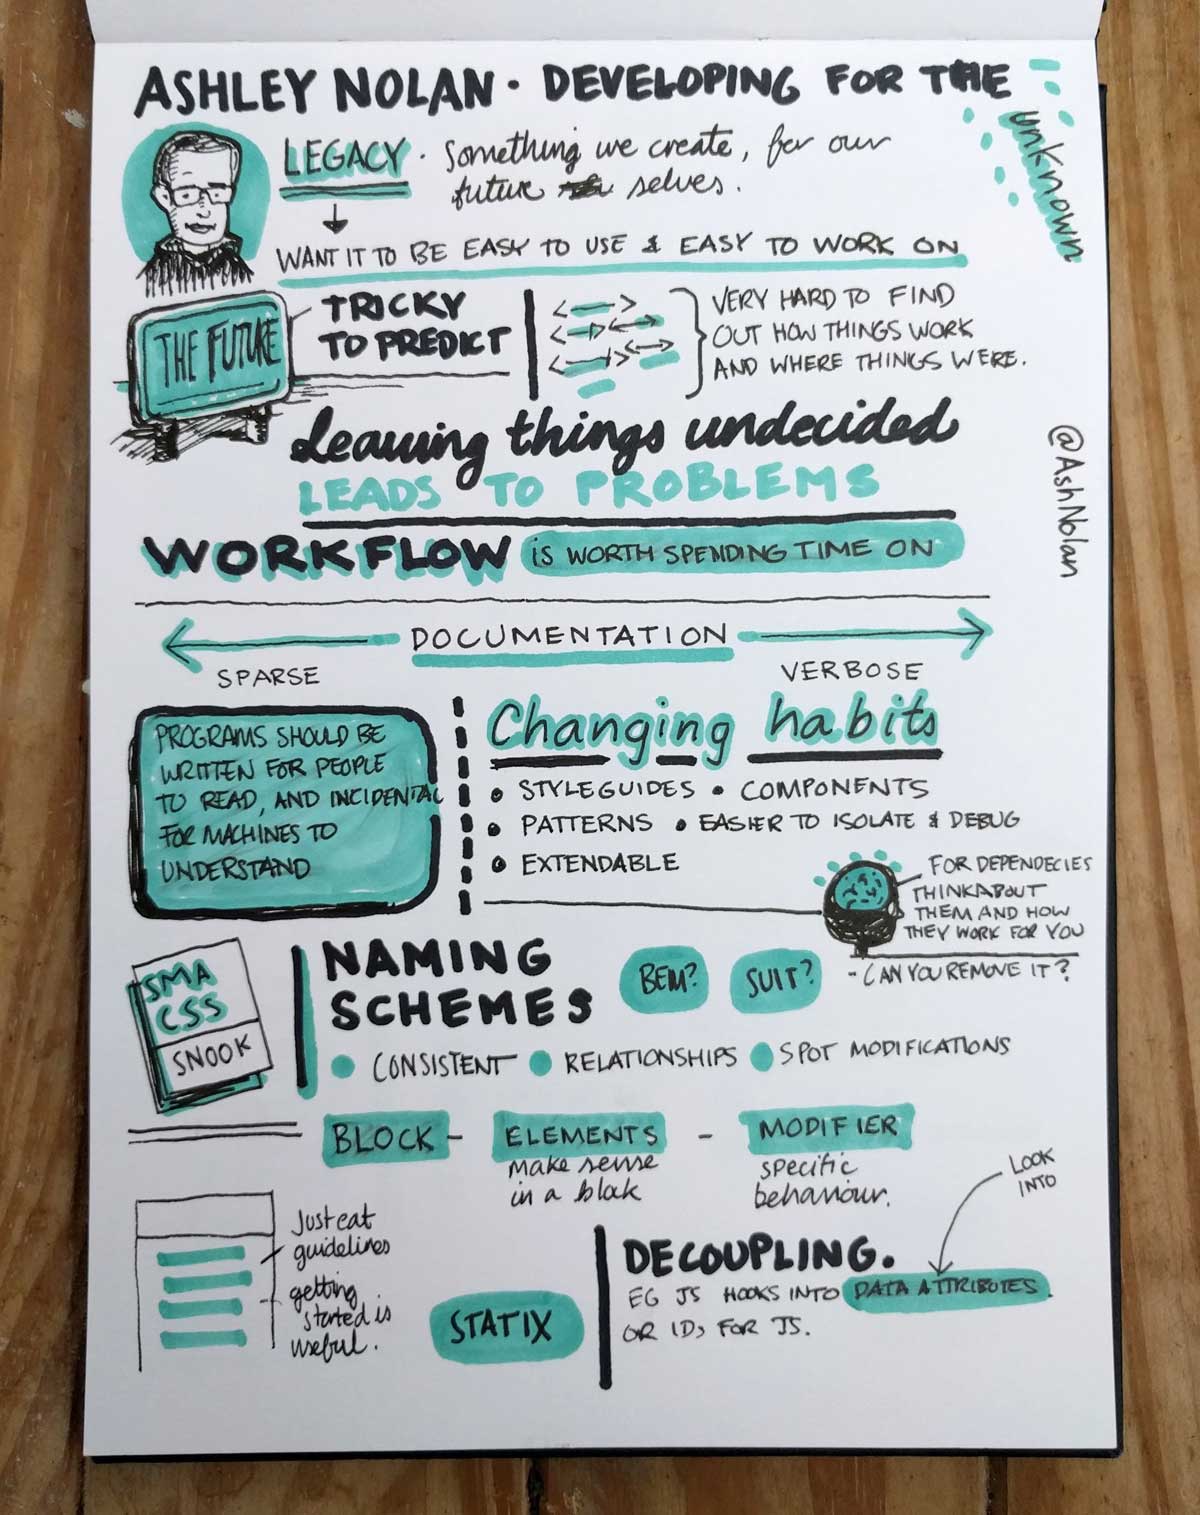 ASHLEY NOLAN · DEVELOPING FOR THE
unknown
LEGACY · Something we create, for our
future selves.
WANT IT TO BE EASY TO USE & EASY TO WORK ON
THE FUTURE
TRICKY
TO PREDICT
VERY HARD TO FIND
OUT HOW THINGS WORK
AND WHERE THINGS WERE.
Leaving things undecided
LEADS TO PROBLEMS
@AshNolan
WORKFLOW IS WORTH SPENDING TIME ON
DOCUMENTATION
SPARSE
VERBOSE
PROGRAMS SHOULD BE
WRITTEN FOR PEOPLE
TO READ, AND INCIDENTAL
FOR MACHINES TO
UNDERSTAND
Changing habits
• STYLEGUIDES • COMPONENTS
• PATTERNS • EASIER TO ISOLATE & DEBUG
• EXTENDABLE
FOR DEPENDECIES
THINK ABOUT
THEM AND HOW
THEY WORK FOR YOU
- CAN YOU REMOVE IT?
SMA
CSS
SNOOK
NAMING
SCHEMES
BEM?
SUIT?
• CONSISTENT • RELATIONSHIPS • SPOT MODIFICATIONS
BLOCK - ELEMENTS - MODIFIER
make sense
in a block
specific
behaviour.
LOOK
INTO
Just eat
guidelines
getting
started is
useful.
STATIX
DECOUPLING.
EG JS HOOKS INTO DATA ATTRIBUTES.
OR IDs FOR JS.